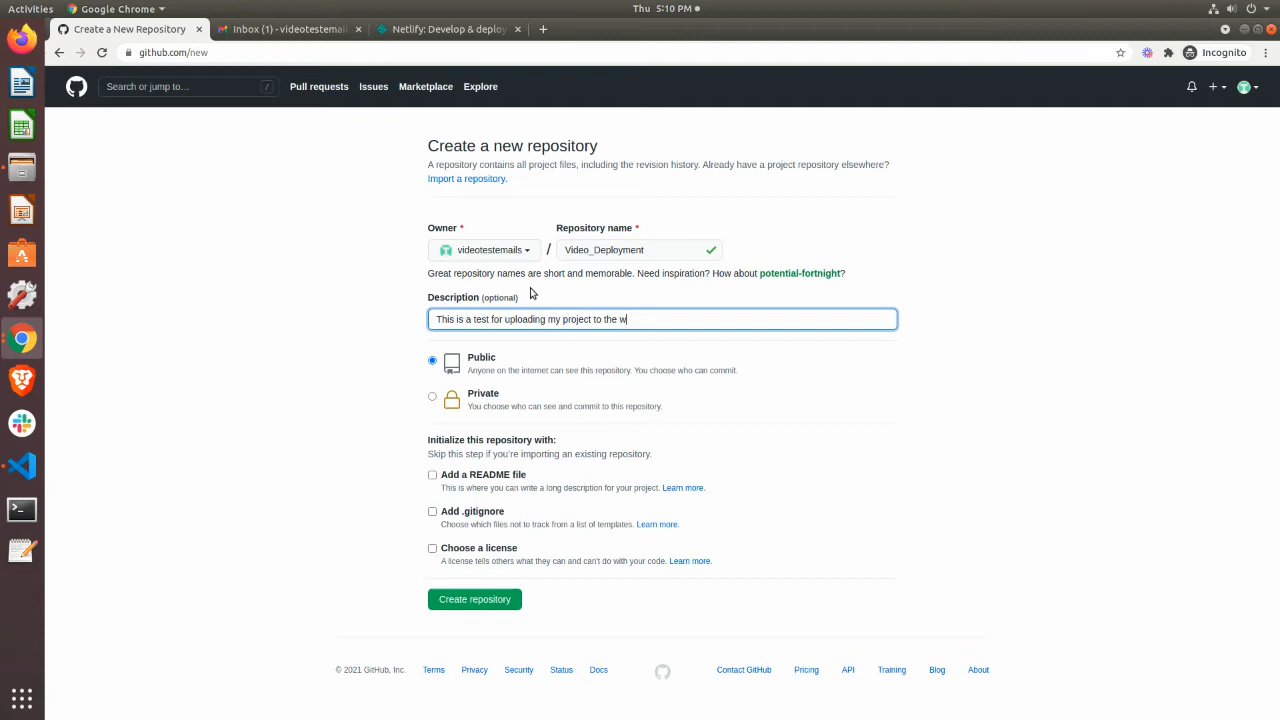 Activities
Google Chrome
Thu 5:10 PM
Create a New Repository
Inbox (1) - videotestemail
Netlify: Develop & deploy
github.com/new
Incognito
Search or jump to…
/
Pull requests
Issues
Marketplace
Explore
Create a new repository
A repository contains all project files, including the revision history. Already have a project repository elsewhere?
Import a repository.
Owner *
Repository name *
videotestemails
/
Video_Deployment
Great repository names are short and memorable. Need inspiration? How about potential-fortnight?
Description (optional)
This is a test for uploading my project to the w
Public
Anyone on the internet can see this repository. You choose who can commit.
Private
You choose who can see and commit to this repository.
Initialize this repository with:
Skip this step if you're importing an existing repository.
Add a README file
This is where you can write a long description for your project. Learn more.
Add .gitignore
Choose which files not to track from a list of templates. Learn more.
Choose a license
A license tells others what they can and can't do with your code. Learn more.
Create repository
© 2021 GitHub, Inc.
Terms
Privacy
Security
Status
Docs
Contact GitHub
Pricing
API
Training
Blog
About